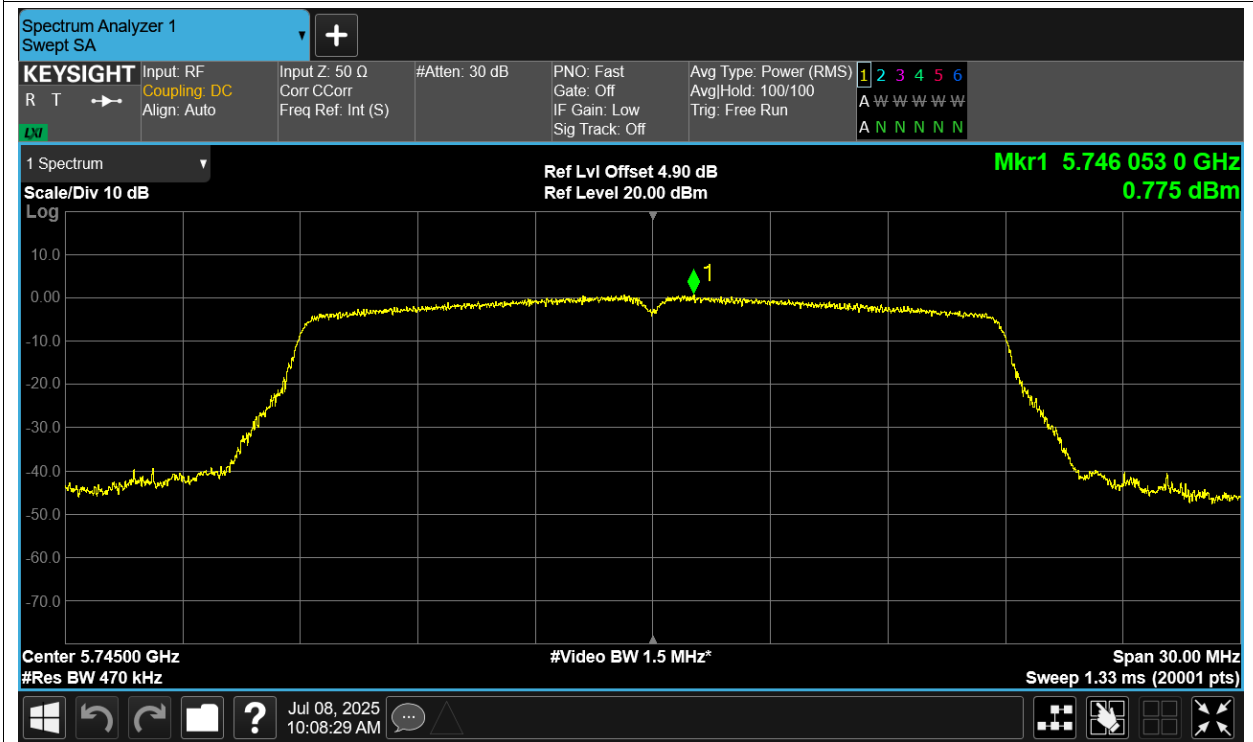 Spectrum Analyzer 1
Swept SA
+
KEYSIGHT
R T
LXI
Input: RF
Coupling: DC
Align: Auto
Input Z: 50 Ω
Corr CCorr
Freq Ref: Int (S)
#Atten: 30 dB
PNO: Fast
Gate: Off
IF Gain: Low
Sig Track: Off
Avg Type: Power (RMS)
Avg|Hold: 100/100
Trig: Free Run
1 2 3 4 5 6
A W W W W W
A N N N N N
1 Spectrum
Scale/Div 10 dB
Ref Lvl Offset 4.90 dB
Ref Level 20.00 dBm
Mkr1 5.746 053 0 GHz
0.775 dBm
Log
10.0
0.00
-10.0
-20.0
-30.0
-40.0
-50.0
-60.0
-70.0
1
Center 5.74500 GHz
#Res BW 470 kHz
#Video BW 1.5 MHz*
Span 30.00 MHz
Sweep 1.33 ms (20001 pts)
?
Jul 08, 2025
10:08:29 AM